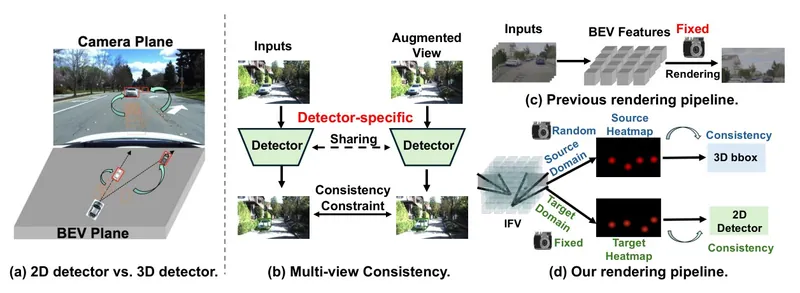 Camera Plane
BEV Plane
(a) 2D detector vs. 3D detector.
Inputs
Augmented
View
Detector-specific
Detector
Sharing
Detector
Consistency
Constraint
(b) Multi-view Consistency.
Inputs
BEV Features
Fixed
Rendering
(c) Previous rendering pipeline.
Random
Source
Heatmap
Consistency
Source
Domain
3D bbox
IFV
Target
Domain
Fixed
Target
Heatmap
2D
Detector
Consistency
(d) Our rendering pipeline.